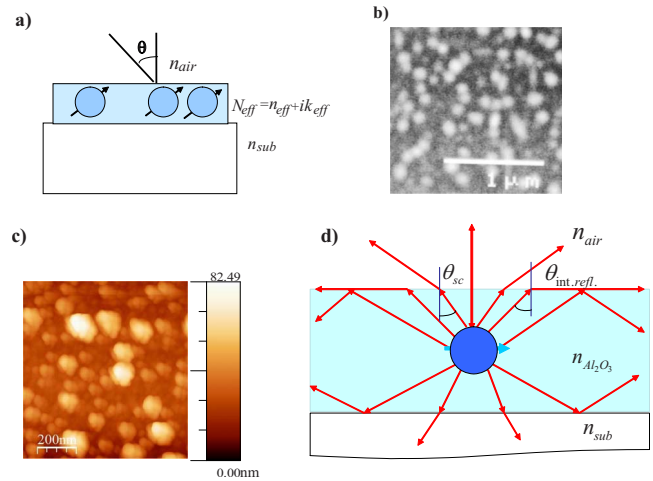 a)
θ
n_air
N_eff=n_eff+ik_eff
n_sub
b)
1 μm
c)
82.49
200nm
0.00nm
d)
n_air
θ_sc
θ_int.refl.
n_Al₂O₃
n_sub